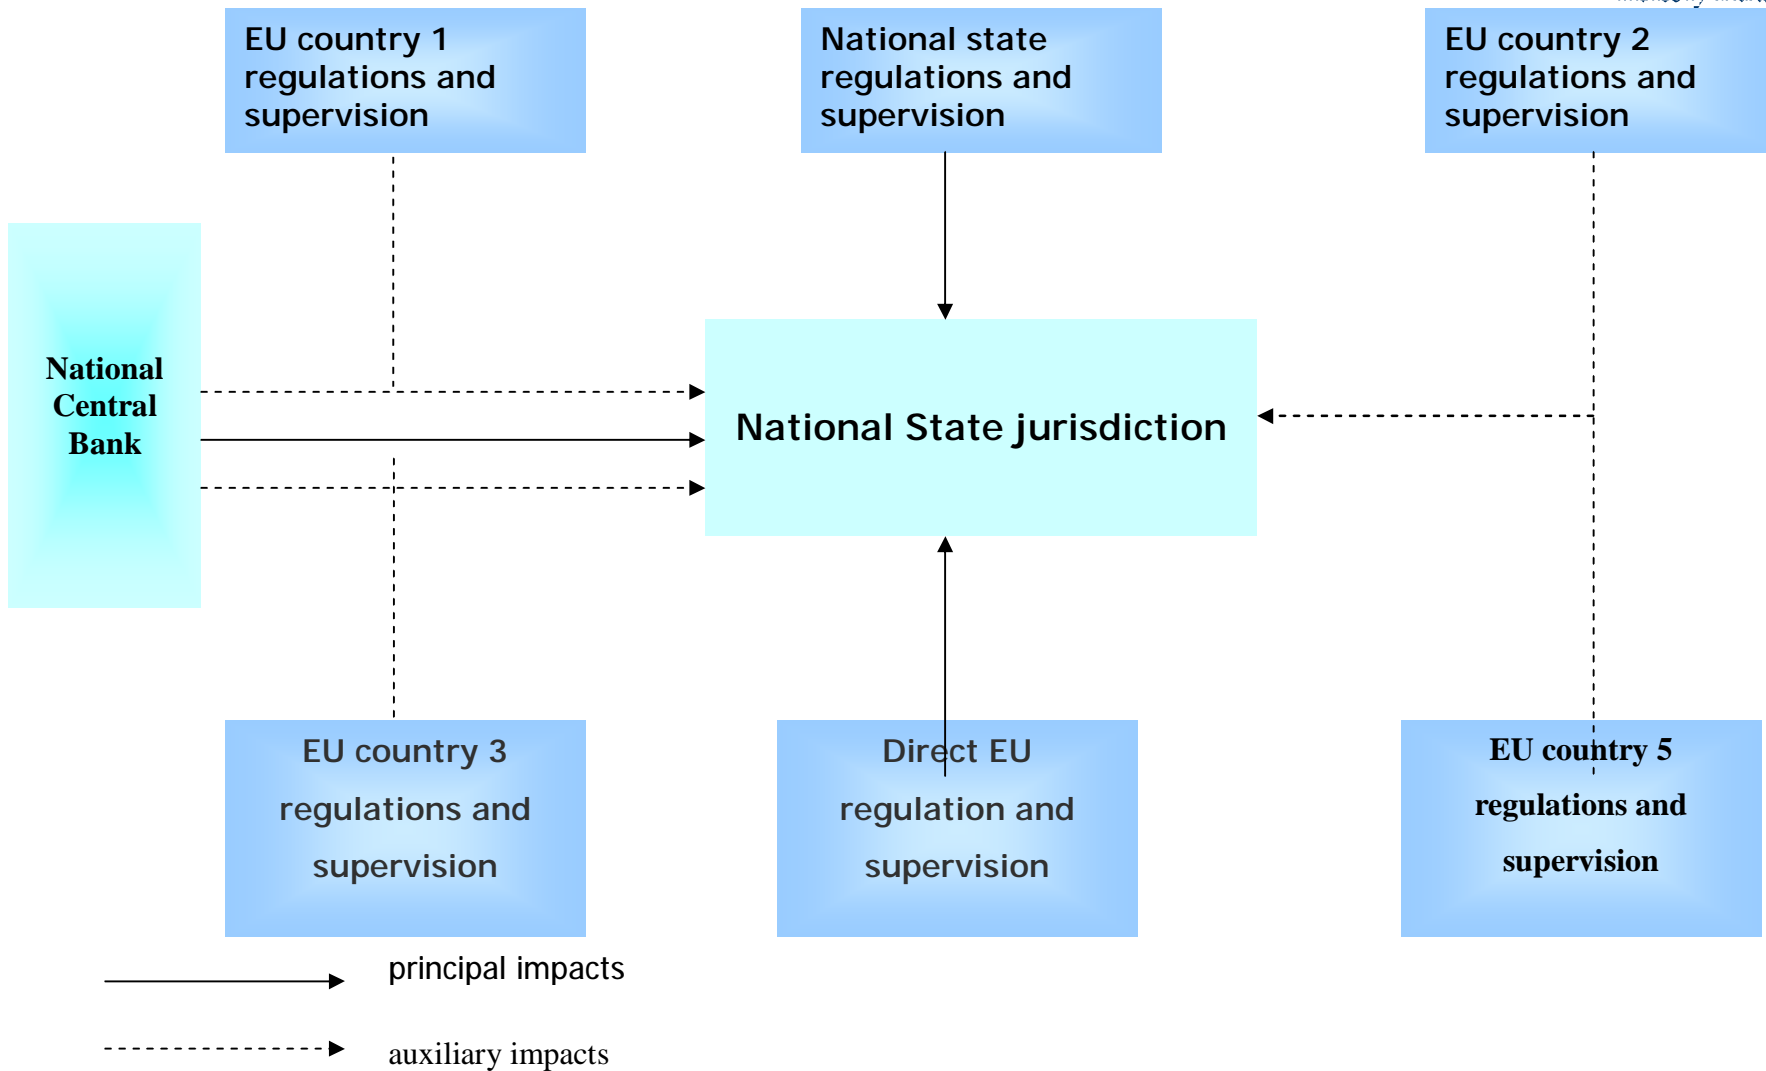 EU country 1
regulations and
supervision
National state
regulations and
supervision
EU country 2
regulations and
supervision
National
Central
Bank
National State jurisdiction
EU country 3
regulations and
supervision
Direct EU
regulation and
supervision
EU country 5
regulations and
supervision
principal impacts
auxiliary impacts